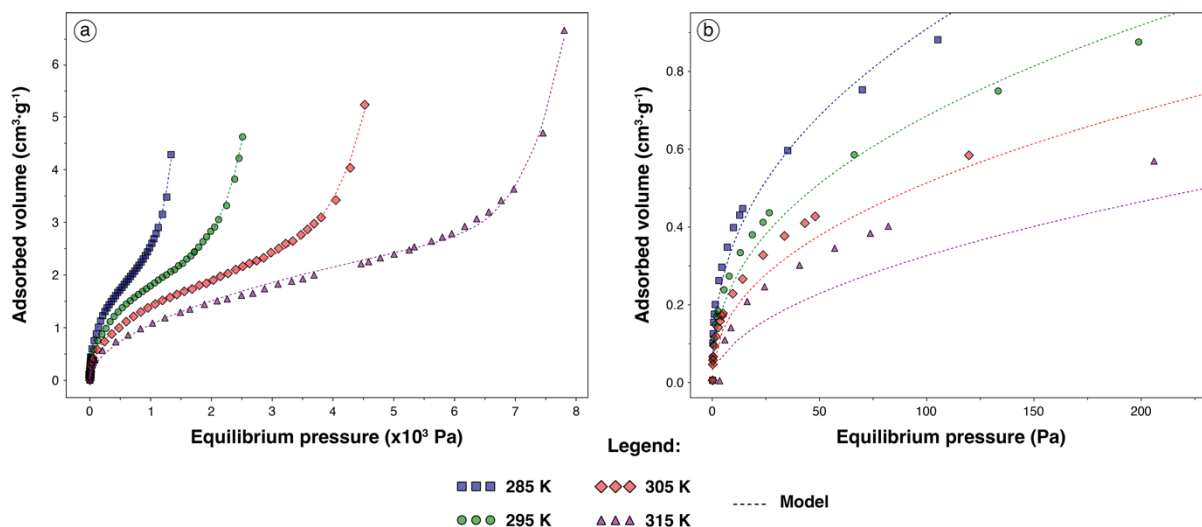 a
Adsorbed volume (cm³·g⁻¹)
6
5
4
3
2
1
0
0 1 2 3 4 5 6 7 8
Equilibrium pressure (x10³ Pa)
b
Adsorbed volume (cm³·g⁻¹)
0.8
0.6
0.4
0.2
0.0
0 50 100 150 200
Equilibrium pressure (Pa)
Legend:
285 K 305 K Model
295 K 315 K